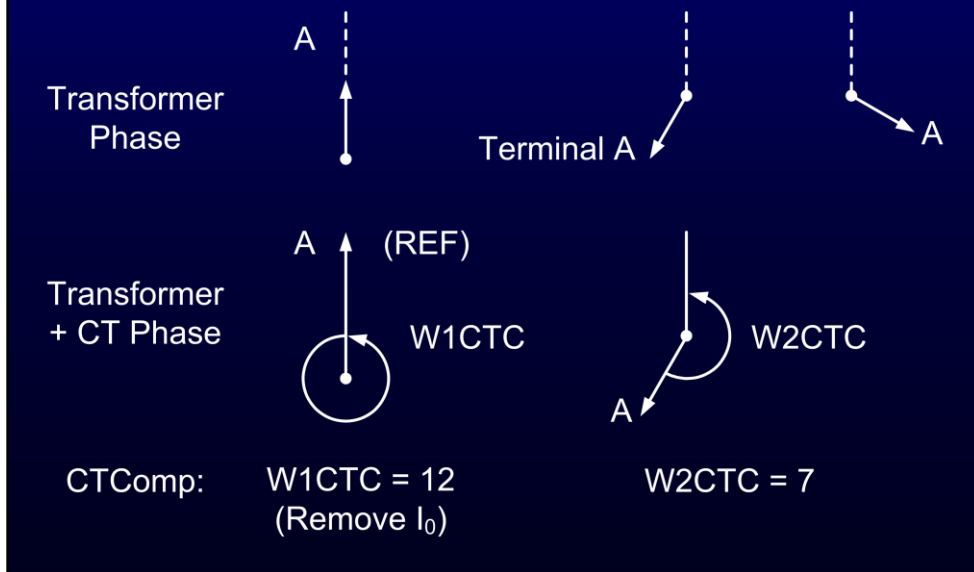 A
Transformer
Phase
Terminal A
A
A
(REF)
Transformer
+ CT Phase
W1CTC
W2CTC
A
CTComp:
W1CTC = 12
(Remove I₀)
W2CTC = 7